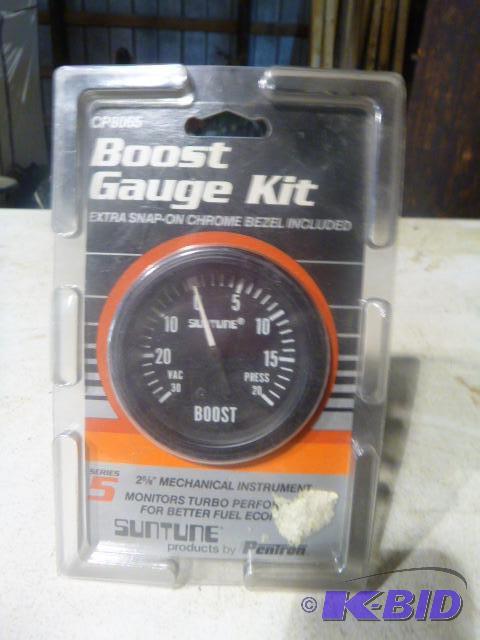 CP8065
Boost
Gauge Kit
EXTRA SNAP-ON CHROME BEZEL INCLUDED
0 5
10 SUNTUNE® 10
20 15
VAC PRESS
30 20
BOOST
SERIES
5
2⅝" MECHANICAL INSTRUMENT
MONITORS TURBO
FOR BETTER FUEL
SUNTUNE
products by Pentron
© K-BID